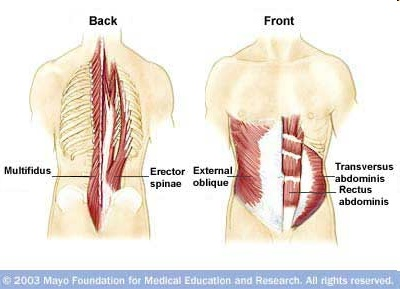 Back
Front
Multifidus
Erector
spinae
External
oblique
Transversus
abdominis
Rectus
abdominis
© 2003 Mayo Foundation for Medical Education and Research. All rights reserved.